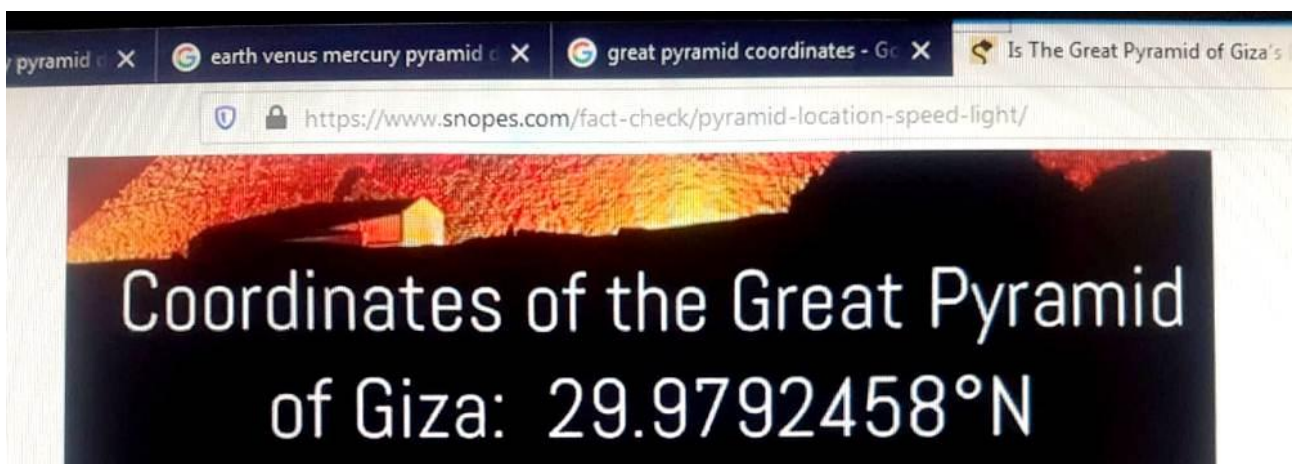 pyramid
earth venus mercury pyramid
great pyramid coordinates - Go
Is The Great Pyramid of Giza's
https://www.snopes.com/fact-check/pyramid-location-speed-light/
Coordinates of the Great Pyramid
of Giza: 29.9792458°N